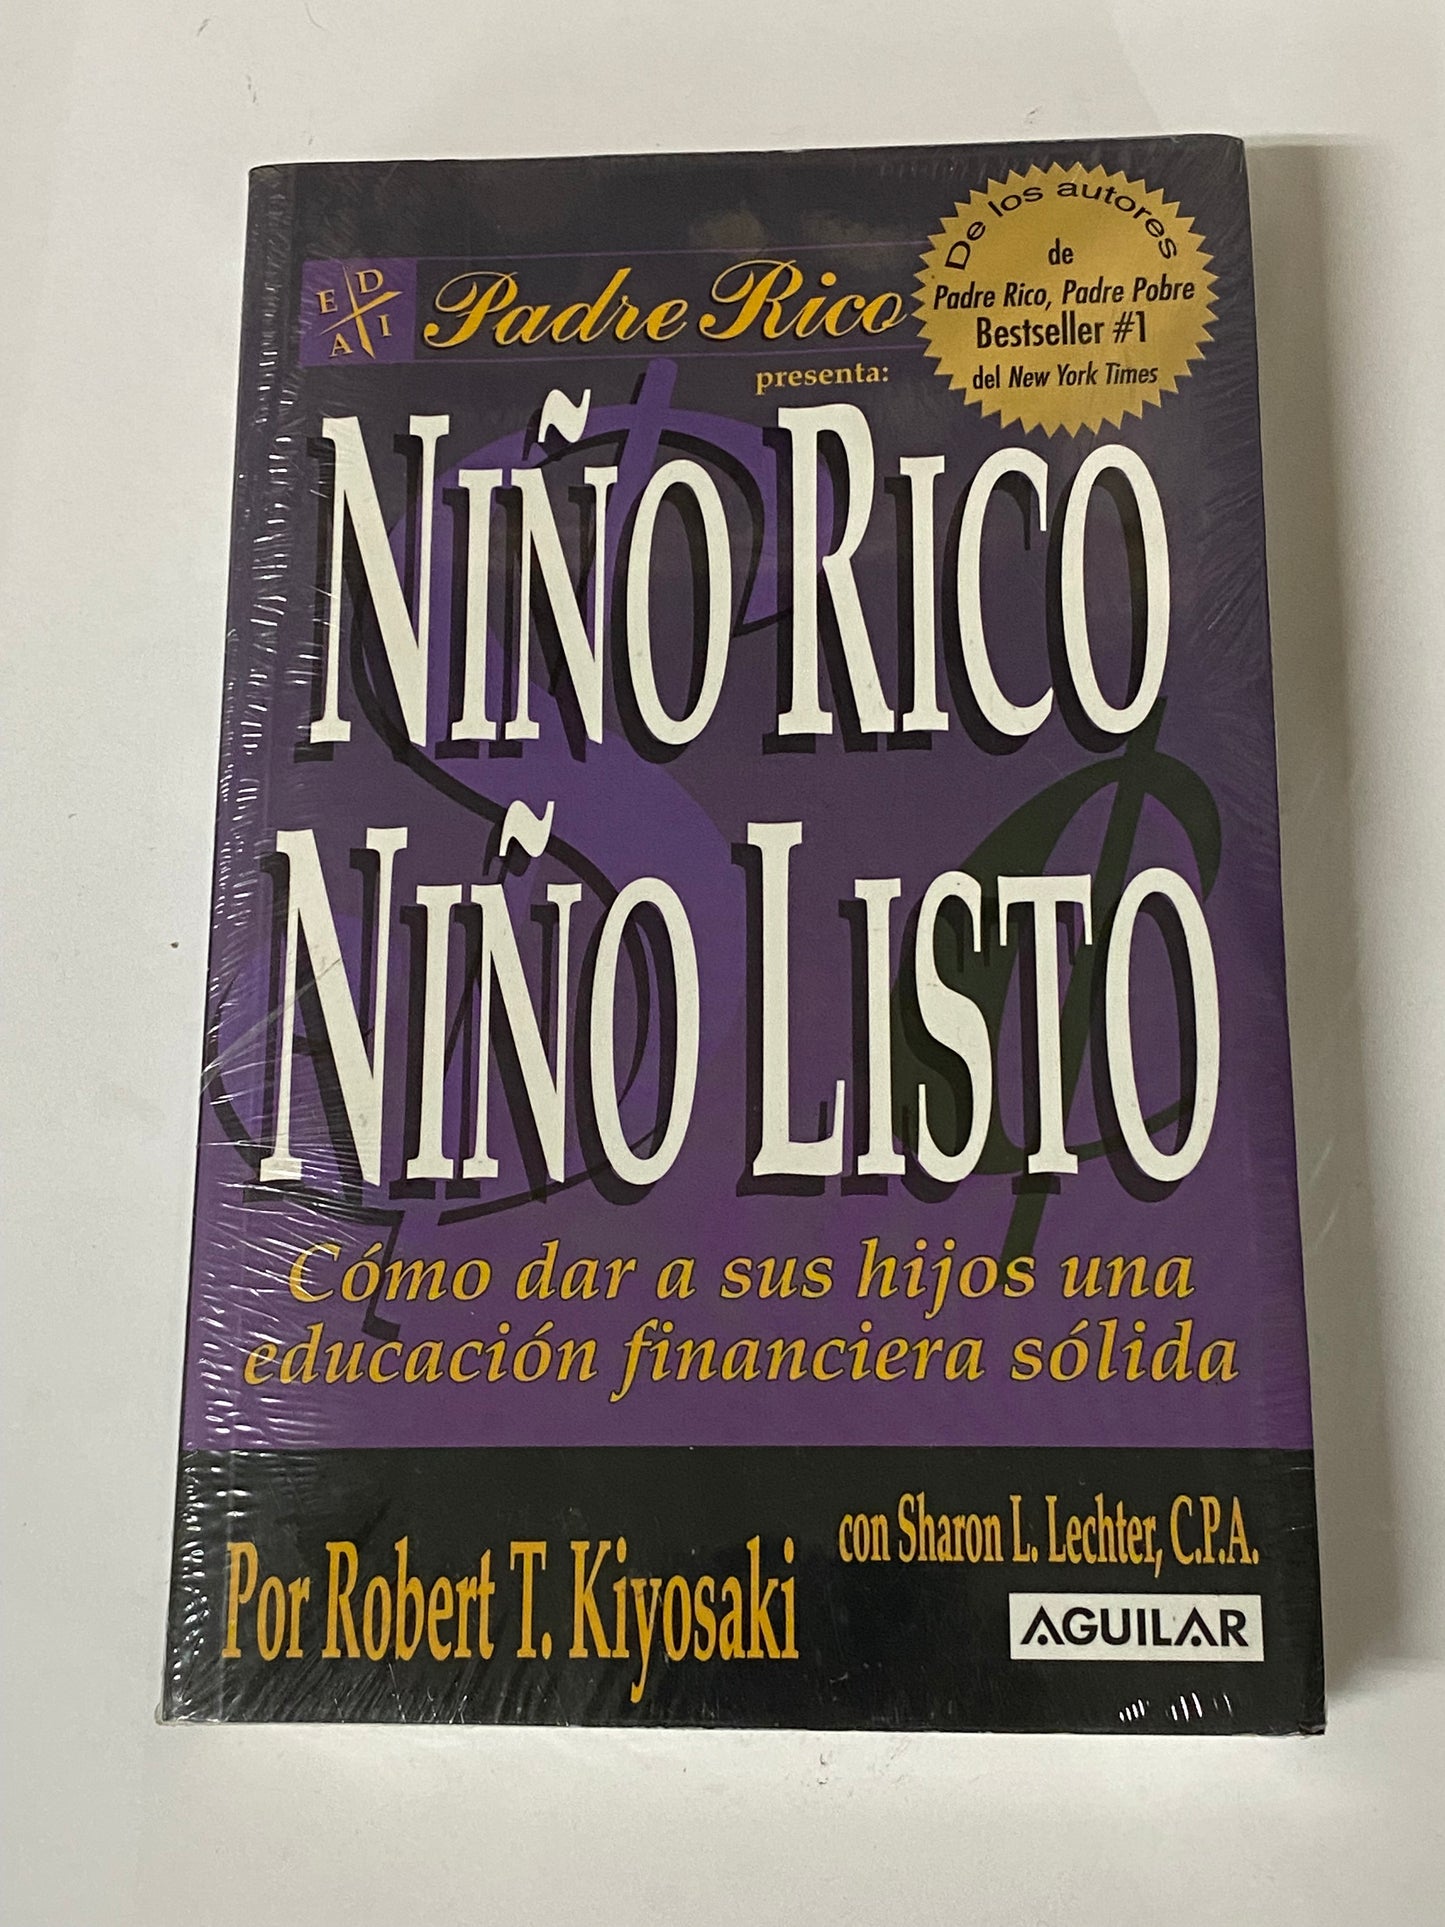 De los autores
de
Padre Rico, Padre Pobre
Bestseller #1
del New York Times
E D
A I
Padre Rico
presenta:
NIÑO RICO
NIÑO LISTO
Cómo dar a sus hijos una
educación financiera sólida
Por Robert T. Kiyosaki
con Sharon L. Lechter, C.P.A.
AGUILAR